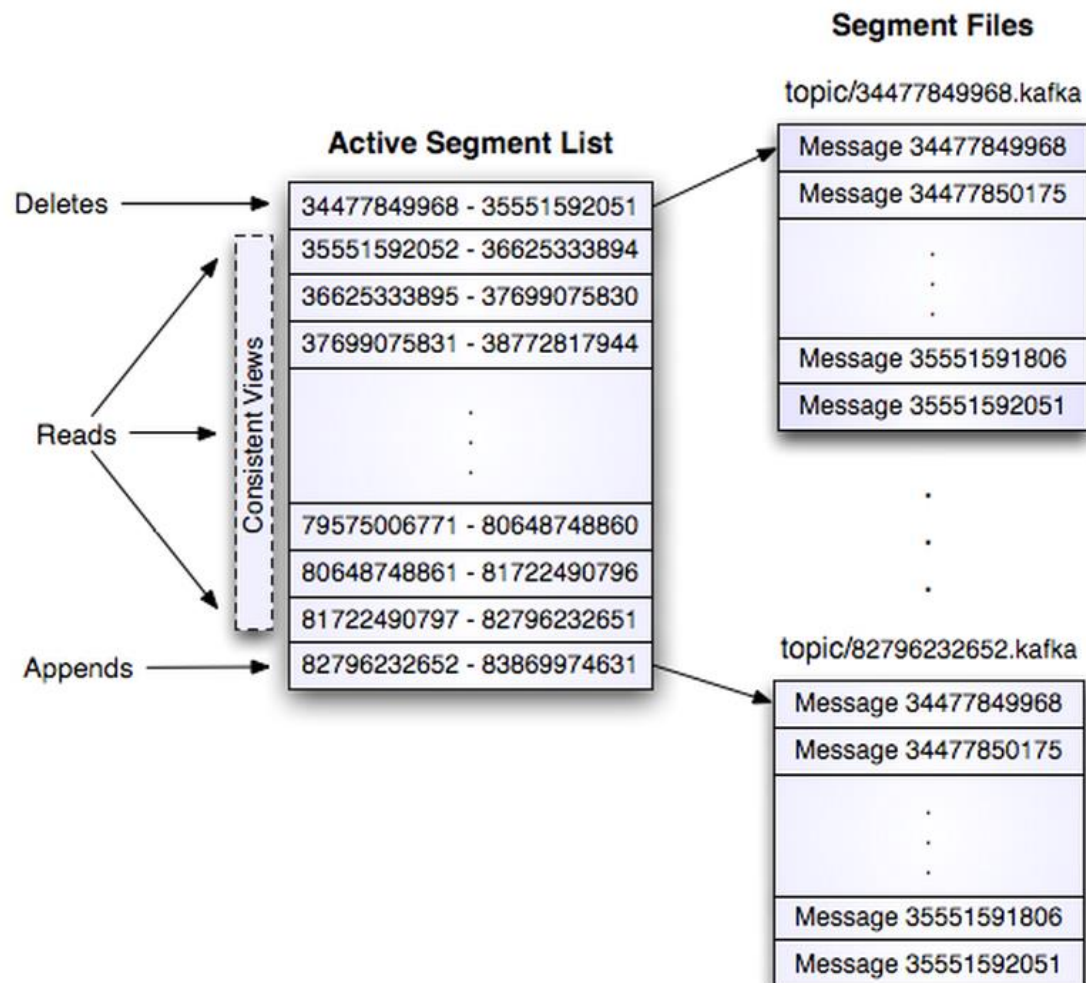 Segment Files
topic/34477849968.kafka
Message 34477849968
Message 34477850175
.
.
.
Message 35551591806
Message 35551592051
Active Segment List
Deletes
34477849968 - 35551592051
35551592052 - 36625333894
36625333895 - 37699075830
37699075831 - 38772817944
.
.
.
79575006771 - 80648748860
80648748861 - 81722490796
81722490797 - 82796232651
82796232652 - 83869974631
Reads
Consistent Views
Appends
.
.
.
topic/82796232652.kafka
Message 34477849968
Message 34477850175
.
.
.
Message 35551591806
Message 35551592051